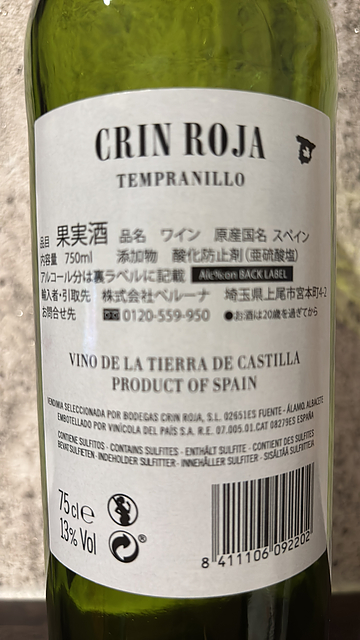 CRIN ROJA
TEMPRANILLO
品目 果実酒 品名 ワイン 原産国名 スペイン
内容量 750ml 添加物 酸化防止剤(亜硫酸塩)
アルコール分は裏ラベルに記載 Alc%on BACK LABEL
輸入者・引取先 株式会社ベルーナ 埼玉県上尾市宮本町4-2
お問合せ先 0120-559-950 ●お酒は20歳を過ぎてから
VINO DE LA TIERRA DE CASTILLA
PRODUCT OF SPAIN
VENDIMIA SELECCIONADA POR BODEGAS CRIN ROJA, S.L. 02651ES FUENTE - ÁLAMO, ALBACETE
EMBOTELLADO POR VINÍCOLA DEL PAÍS S.A. R.E. 07.005.01.CAT 08279ES ESPAÑA
CONTIENE SULFITOS - CONTAINS SULFITES - ENTHÄLT SULFITE - CONTIENT DES SULFITES
BEVAT SULFIETEN - INDEHOLDER SULFITTER - INNEHÅLLER SULFITER - SISÄLTÄÄ SULFIITTEJÄ
75 cl e
13% Vol
8 411106 092202